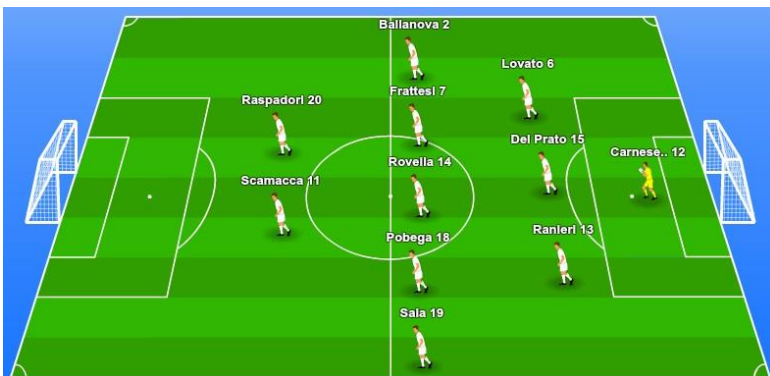 Ballanova 2
Lovato 6
Frattesi 7
Raspadori 20
Del Prato 15
Carnese.. 12
Rovella 14
Scamacca 11
Ranieri 13
Pobega 18
Sala 19